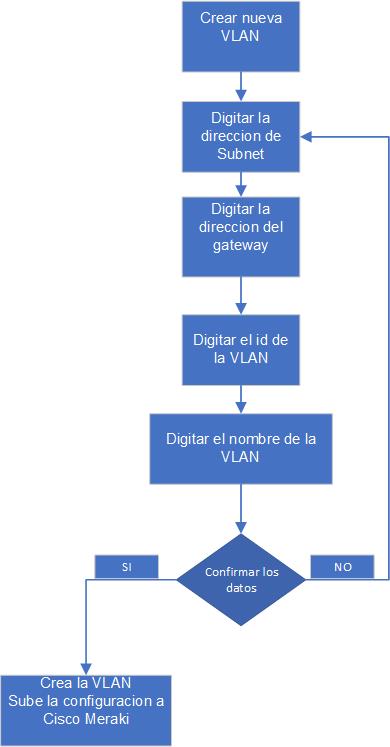 Crear nueva
VLAN
Digitar la
direccion de
Subnet
Digitar la
direccion del
gateway
Digitar el id de
la VLAN
Digitar el nombre de la
VLAN
Confirmar los
datos
SI
NO
Crea la VLAN
Sube la configuracion a
Cisco Meraki